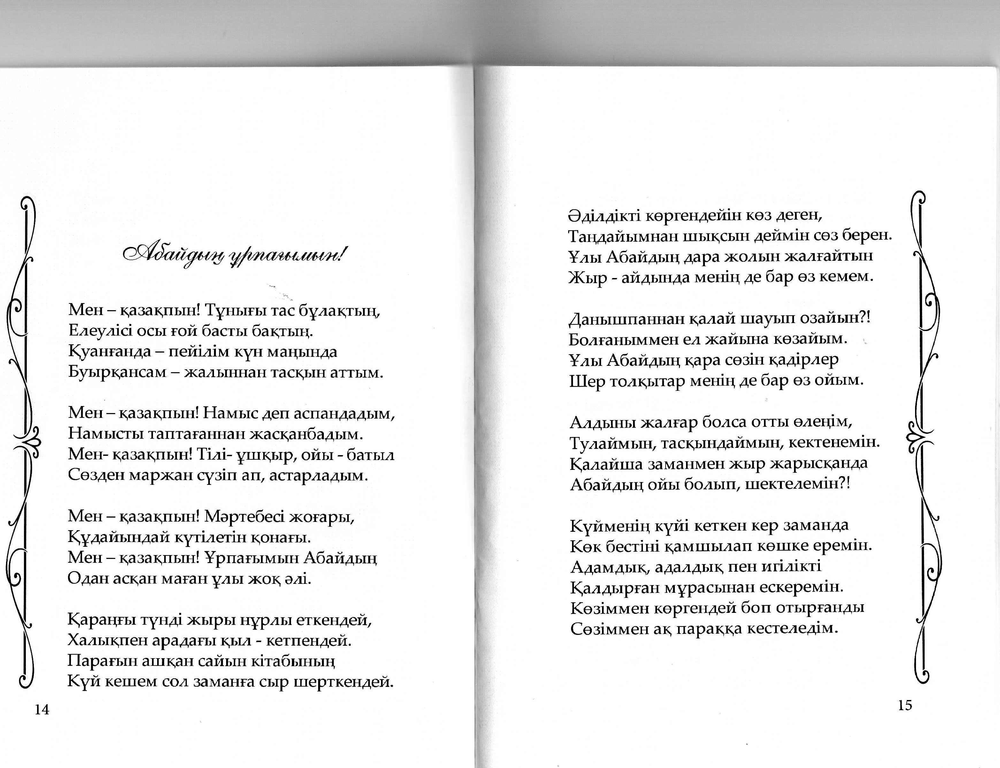 Абайдың ұрпағымын!
Мен – қазақпын! Тұнығы тас бұлақтың,
Елеулісі осы ғой басты бақтың.
Қуанғанда – пейілім күн маңында
Буырқансам – жалыннан тасқын аттым.
Мен – қазақпын! Намыс деп аспандадым,
Намысты таптағаннан жасқанбадым.
Мен- қазақпын! Тілі- ұшқыр, ойы - батыл
Сөзден маржан сүзіп ап, астарладым.
Мен – қазақпын! Мәртебесі жоғары,
Құдайындай күтілетін қонағы.
Мен – қазақпын! Ұрпағымын Абайдың
Одан асқан маған ұлы жоқ әлі.
Қараңғы түнді жыры нұрлы еткендей,
Халықпен арадағы қыл - кетпендей.
Парағын ашқан сайын кітабының
Күй кешем сол заманға сыр шерткендей.
14
Әділдікті көргендейін көз деген,
Таңдайымнан шықсын деймін сөз берен.
Ұлы Абайдың дара жолын жалғайтын
Жыр - айдында менің де бар өз кемем.
Данышпаннан қалай шауып озайын?!
Болғаныммен ел жайына көзайым.
Ұлы Абайдың қара сөзін қадірлер
Шер толқытар менің де бар өз ойым.
Алдыны жалғар болса отты өлеңім,
Тулаймын, тасқындаймын, кектенемін.
Қалайша заманмен жыр жарысқанда
Абайдың ойы болып, шектелемін?!
Күйменің күйі кеткен кер заманда
Көк бестіні қамшылап көшке еремін.
Адамдық, адалдық пен игілікті
Қалдырған мұрасынан ескеремін.
Көзіммен көргендей боп отырғанды
Сөзіммен ақ параққа кестеледім.
15